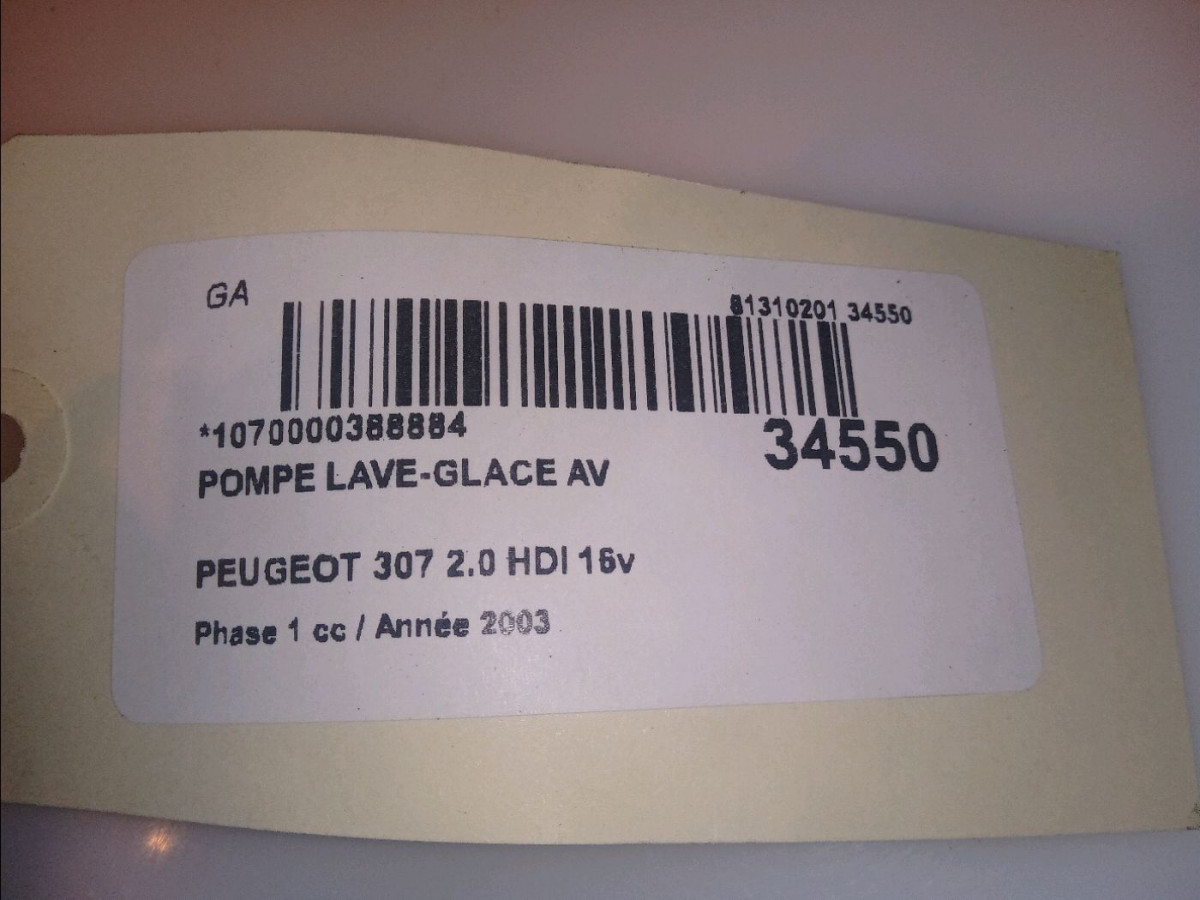 GA
81310201 34550
*1070000388884
34550
POMPE LAVE-GLACE AV
PEUGEOT 307 2.0 HDI 16v
Phase 1 cc / Année 2003